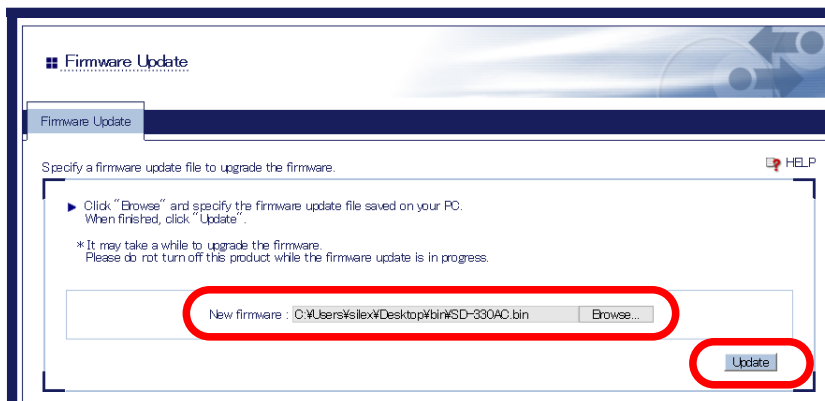 Firmware Update
Firmware Update
Specify a firmware update file to upgrade the firmware.
HELP
Click "Browse" and specify the firmware update file saved on your PC.
When finished, click "Update".
*It may take a while to upgrade the firmware.
Please do not turn off this product while the firmware update is in progress.
New firmware : C:¥Users¥silex¥Desktop¥bin¥SD-330AC.bin Browse...
Update